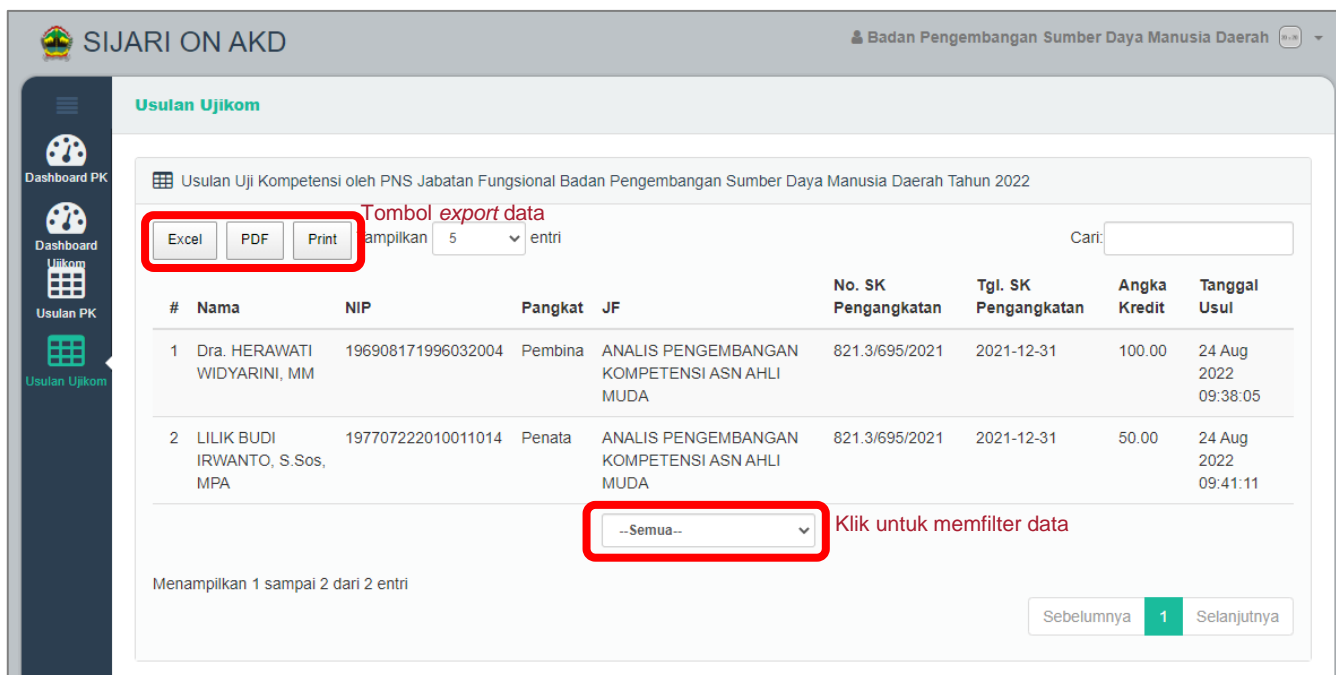 SIJARI ON AKD
Badan Pengembangan Sumber Daya Manusia Daerah
Usulan Ujikom
Dashboard PK
Dashboard
Ujikom
Usulan PK
Usulan Ujikom
Usulan Uji Kompetensi oleh PNS Jabatan Fungsional Badan Pengembangan Sumber Daya Manusia Daerah Tahun 2022
Tombol export data
Excel PDF Print ampilkan 5 entri Cari:
# Nama NIP Pangkat JF No. SK Pengangkatan Tgl. SK Pengangkatan Angka Kredit Tanggal Usul
1 Dra. HERAWATI 196908171996032004 Pembina ANALIS PENGEMBANGAN 821.3/695/2021 2021-12-31 100.00 24 Aug
WIDYARINI, MM KOMPETENSI ASN AHLI 2022
MUDA 09:38:05
2 LILIK BUDI 197707222010011014 Penata ANALIS PENGEMBANGAN 821.3/695/2021 2021-12-31 50.00 24 Aug
IRWANTO, S.Sos, KOMPETENSI ASN AHLI 2022
MPA MUDA 09:41:11
--Semua-- Klik untuk memfilter data
Menampilkan 1 sampai 2 dari 2 entri
Sebelumnya 1 Selanjutnya